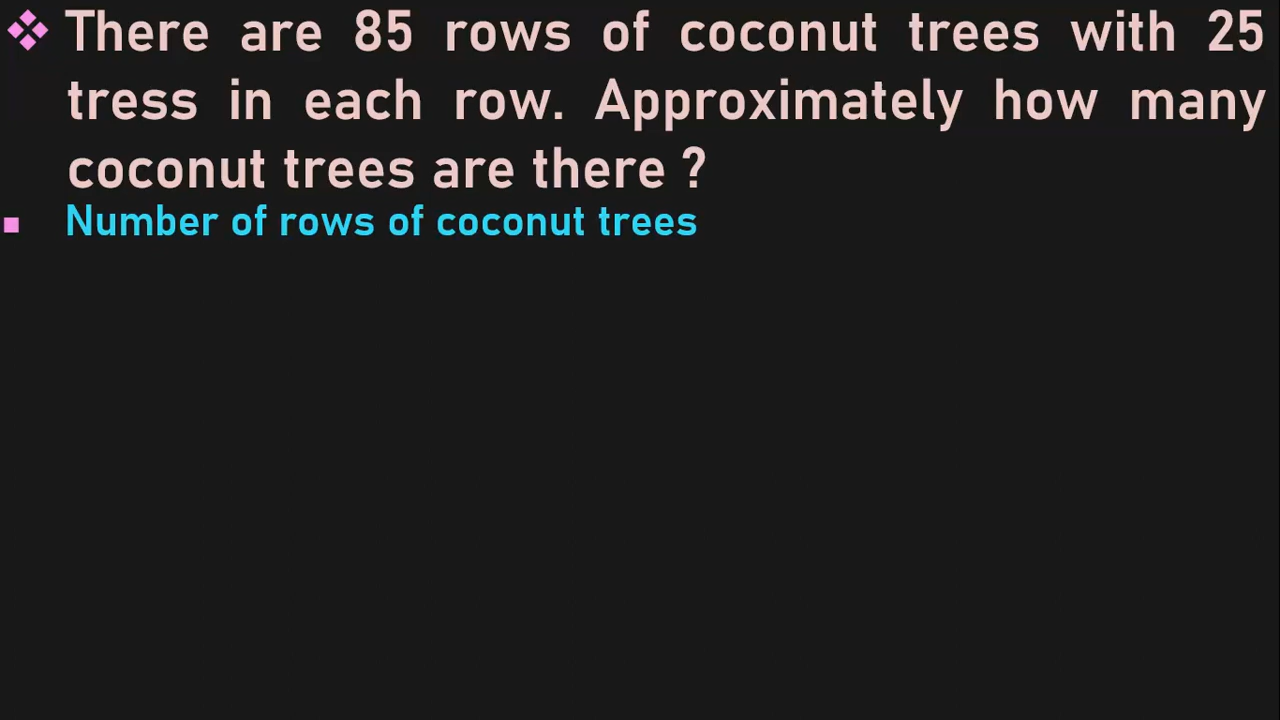 There are 85 rows of coconut trees with 25
tress in each row. Approximately how many
coconut trees are there ?
Number of rows of coconut trees